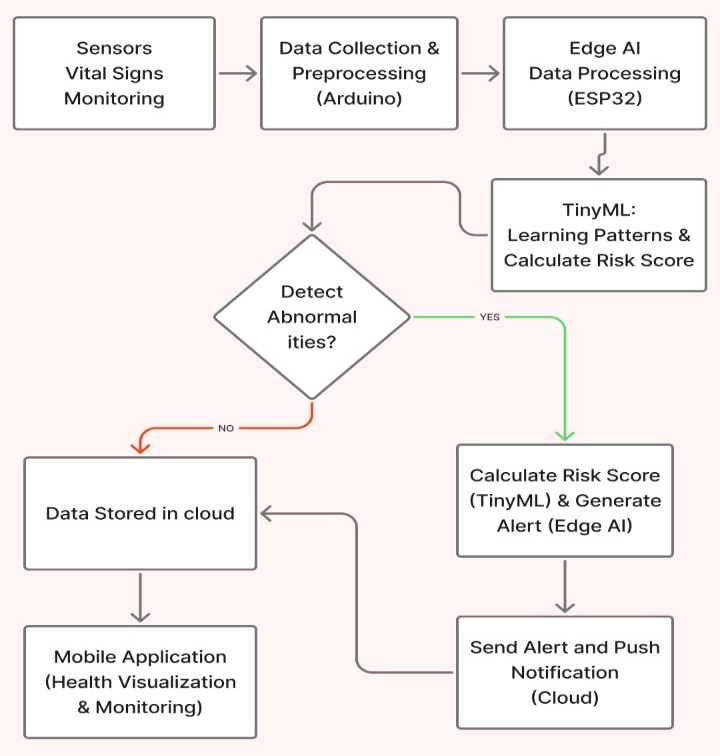 Sensors
Vital Signs
Monitoring
Data Collection &
Preprocessing
(Arduino)
Edge AI
Data Processing
(ESP32)
TinyML:
Learning Patterns &
Calculate Risk Score
Detect
Abnormal
ities?
YES
NO
Data Stored in cloud
Calculate Risk Score
(TinyML) & Generate
Alert (Edge AI)
Mobile Application
(Health Visualization
& Monitoring)
Send Alert and Push
Notification
(Cloud)